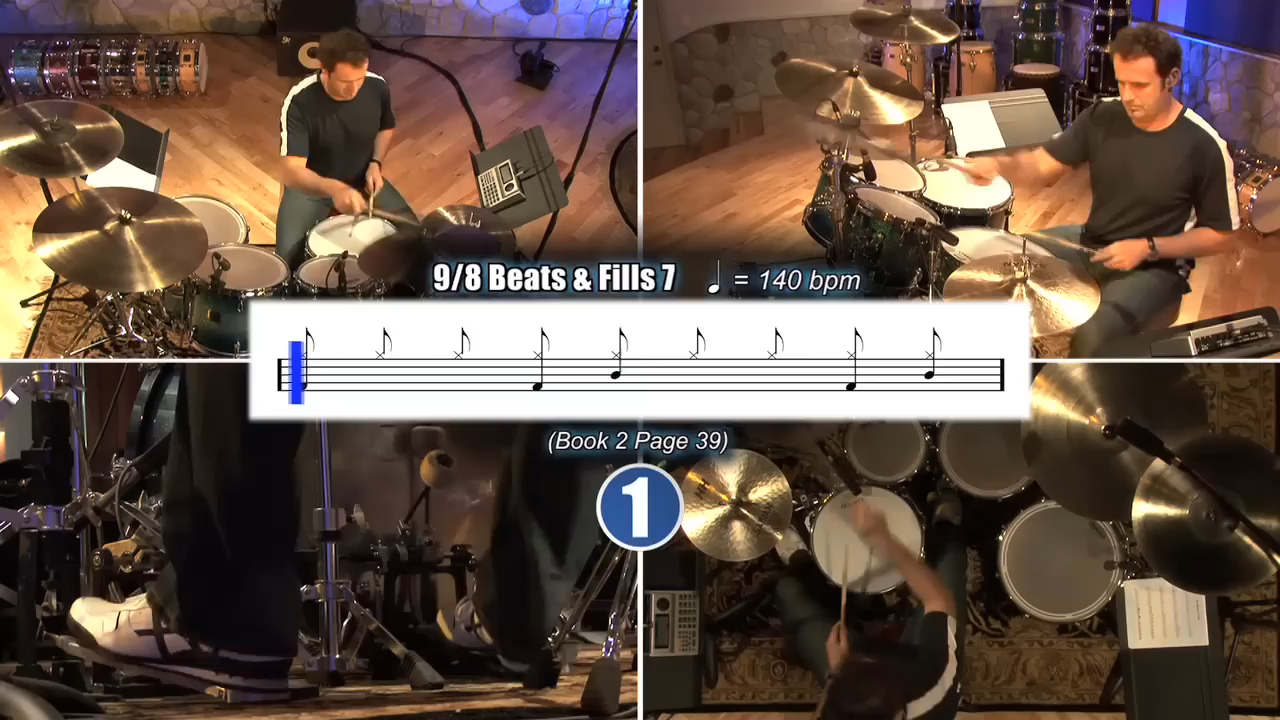 9/8 Beats & Fills 7 ♩ = 140 bpm
(Book 2 Page 39)
1